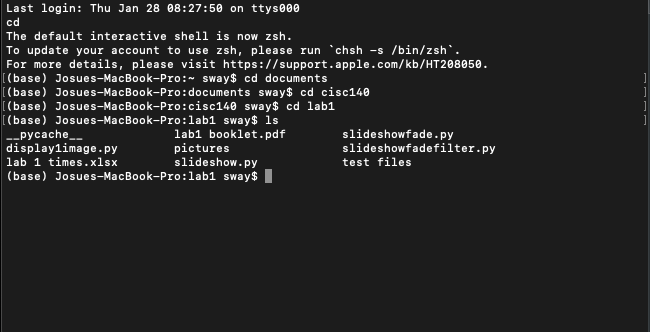 Last login: Thu Jan 28 08:27:50 on ttys000
cd
The default interactive shell is now zsh.
To update your account to use zsh, please run `chsh -s /bin/zsh`.
For more details, please visit https://support.apple.com/kb/HT208050.
[(base) Josues-MacBook-Pro:~ sway$ cd documents ]
[(base) Josues-MacBook-Pro:documents sway$ cd cisc140 ]
[(base) Josues-MacBook-Pro:cisc140 sway$ cd lab1 ]
[(base) Josues-MacBook-Pro:lab1 sway$ ls ]
__pycache__ lab1 booklet.pdf slideshowfade.py
display1image.py pictures slideshowfadefilter.py
lab 1 times.xlsx slideshow.py test files
(base) Josues-MacBook-Pro:lab1 sway$